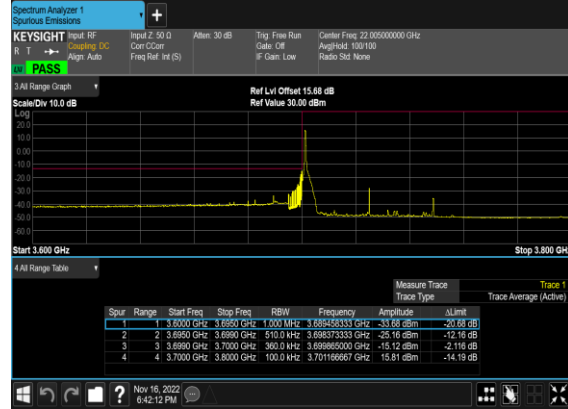 Spectrum Analyzer 1
Spurious Emissions
KEYSIGHT Input: RF Input Z: 50 Ω Atten: 30 dB Trig: Free Run Center Freq: 22.005000000 GHz
R T Coupling: DC Corr CCorr Gate: Off Avg|Hold: 100/100
Align: Auto Freq Ref: Int (S) IF Gain: Low Radio Std: None
PASS
3 All Range Graph
Ref Lvl Offset 15.68 dB
Scale/Div 10.0 dB Ref Value 30.00 dBm
Log
20.0
10.0
0.00
-10.0
-20.0
-30.0
-40.0
-50.0
-60.0
Start 3.600 GHz Stop 3.800 GH
4 All Range Table
Measure Trace Trace 1
Trace Type Trace Average (Active)
Spur Range Start Freq Stop Freq RBW Frequency Amplitude ΔLimit
1 1 3.6000 GHz 3.6950 GHz 1.000 MHz 3.689458333 GHz -33.68 dBm -20.68 dB
2 2 3.6950 GHz 3.6990 GHz 510.0 kHz 3.698373333 GHz -25.16 dBm -12.16 dB
3 3 3.6990 GHz 3.7000 GHz 360.0 kHz 3.699865000 GHz -15.12 dBm -2.116 dB
4 4 3.7000 GHz 3.8000 GHz 100.0 kHz 3.701166667 GHz 15.81 dBm -14.19 dB
Nov 16, 2022
6:42:12 PM